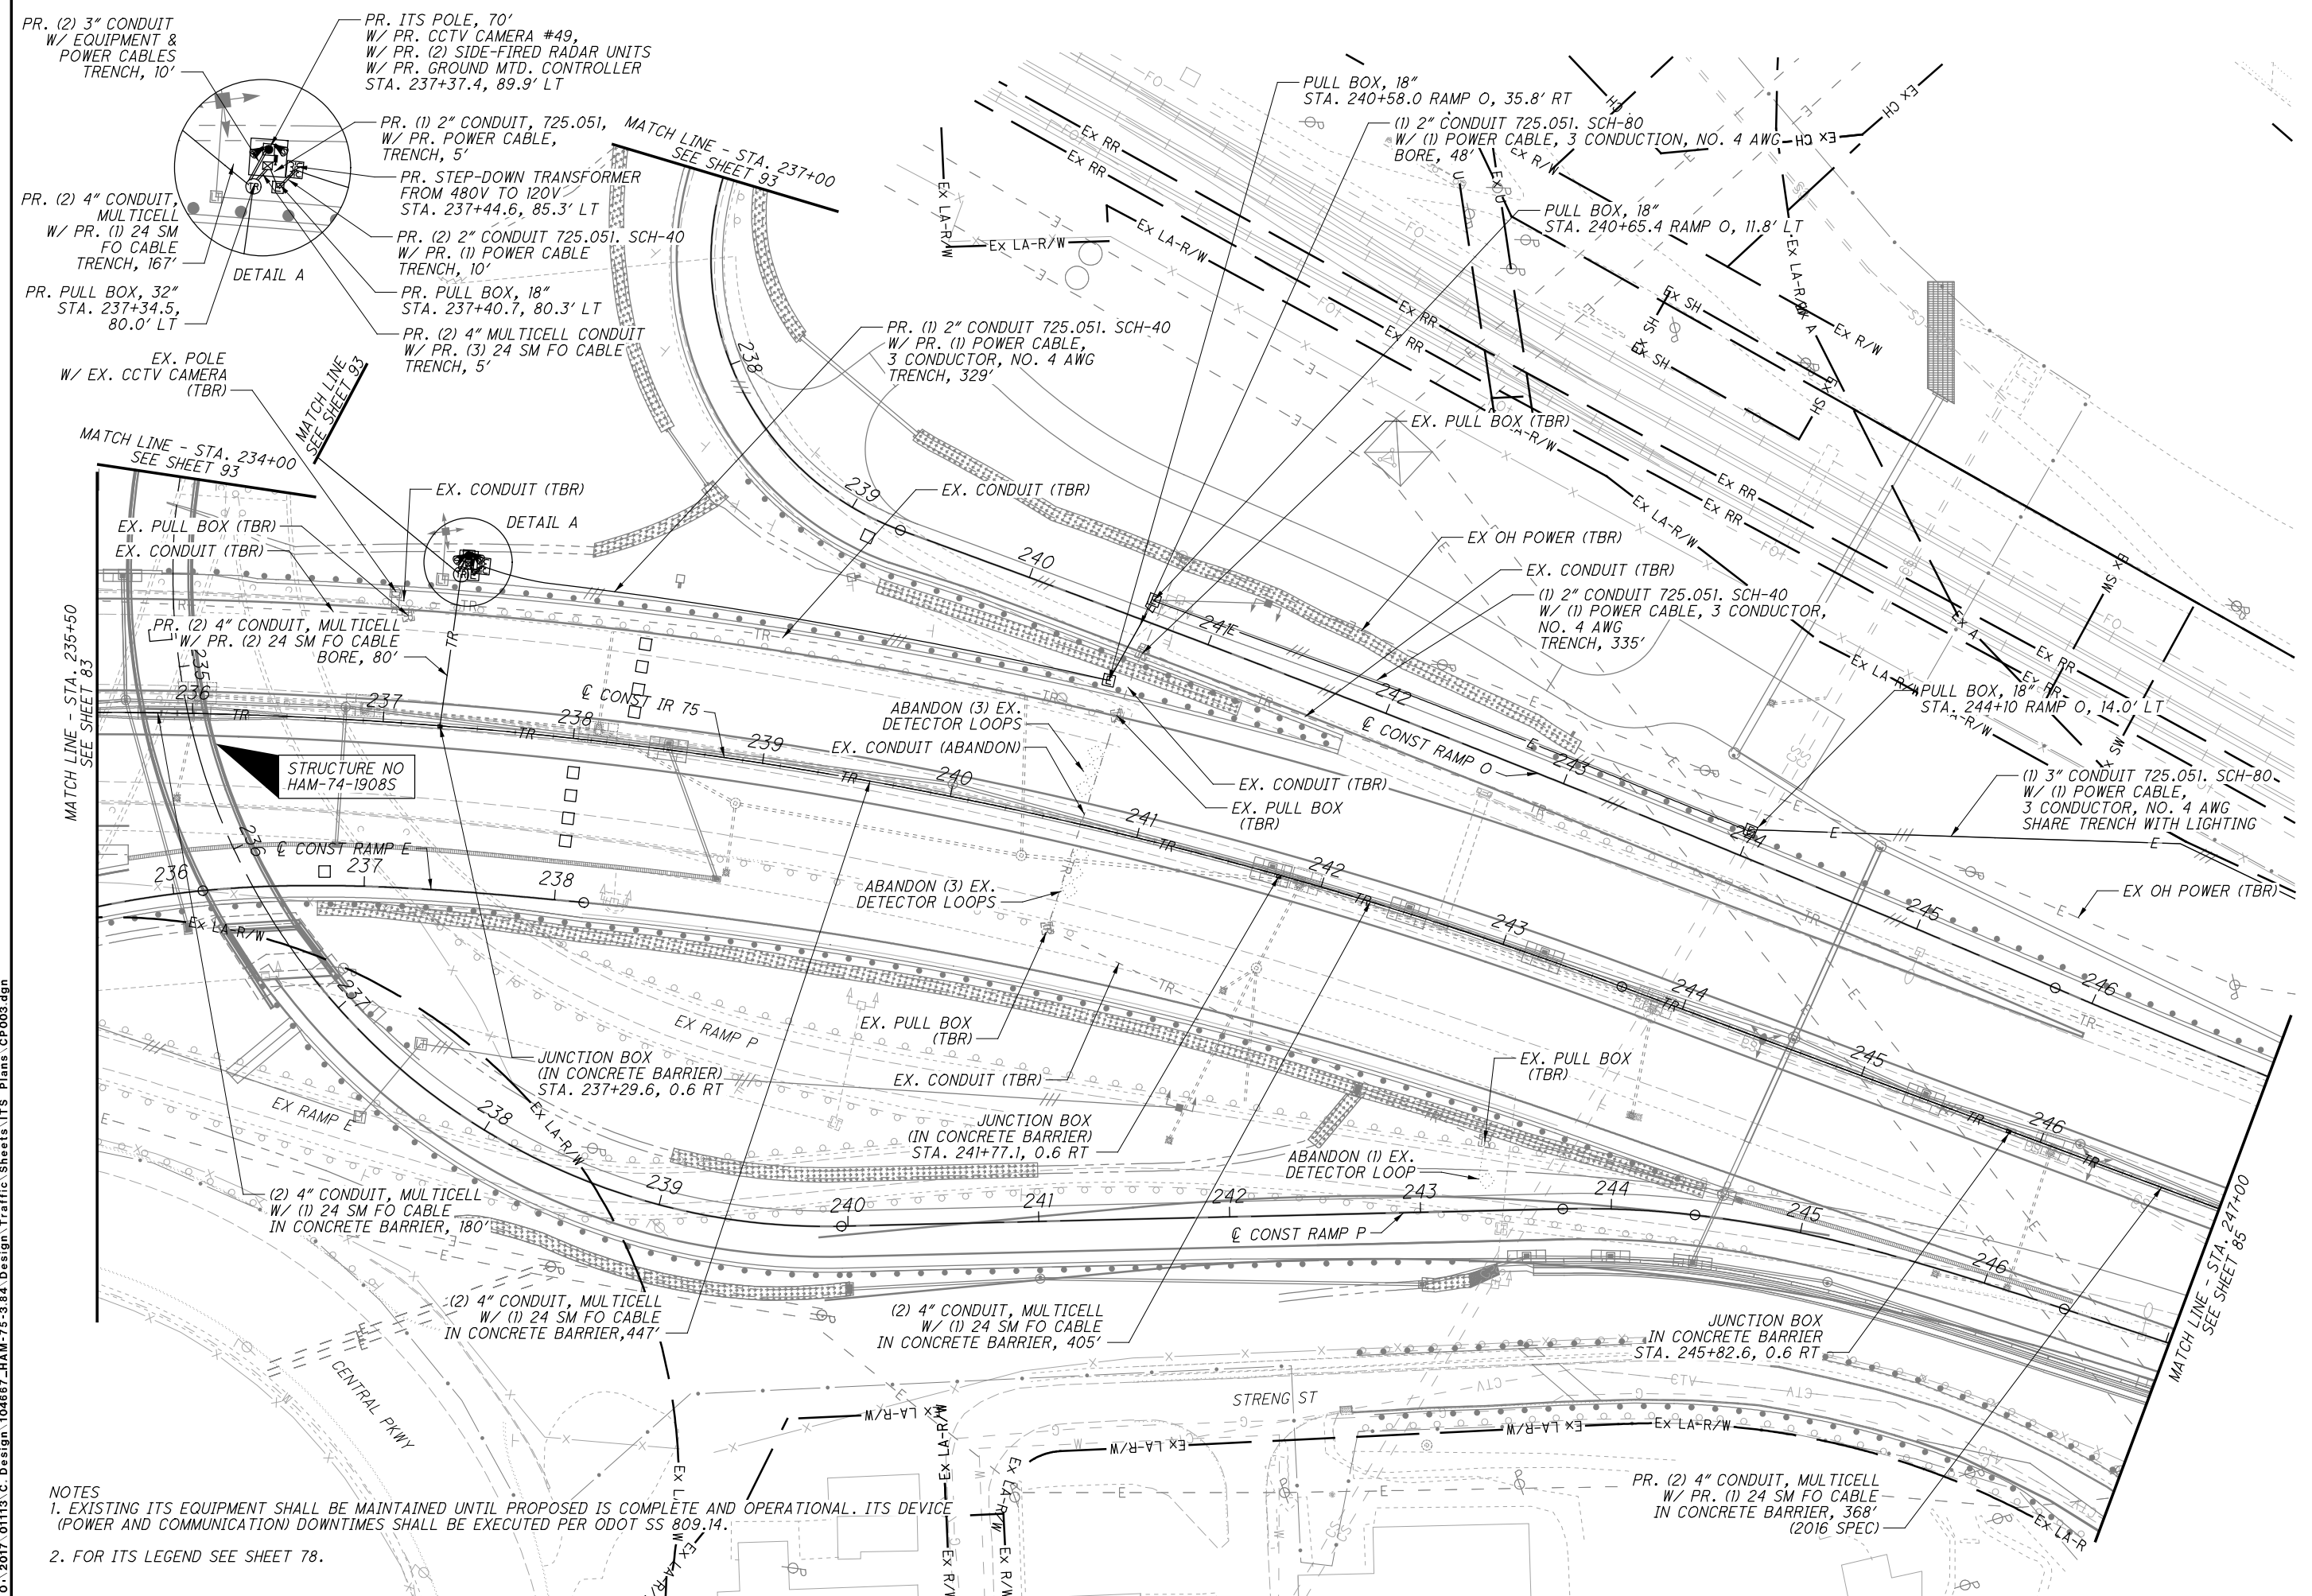 PR. (2) 3" CONDUIT
W/ EQUIPMENT &
POWER CABLES
TRENCH, 10'
PR. ITS POLE, 70'
W/ PR. CCTV CAMERA #49,
W/ PR. (2) SIDE-FIRED RADAR UNITS
W/ PR. GROUND MTD. CONTROLLER
STA. 237+37.4, 89.9' LT
PR. (1) 2" CONDUIT, 725.051,
W/ PR. POWER CABLE,
TRENCH, 5'
PR. STEP-DOWN TRANSFORMER
FROM 480V TO 120V
STA. 237+44.6, 85.3' LT
PR. (2) 4" CONDUIT,
MULTICELL
W/ PR. (1) 24 SM
FO CABLE
TRENCH, 167'
PR. (2) 2" CONDUIT 725.051. SCH-40
W/ PR. (1) POWER CABLE
TRENCH, 10'
DETAIL A
PR. PULL BOX, 32"
STA. 237+34.5,
80.0' LT
PR. PULL BOX, 18"
STA. 237+40.7, 80.3' LT
PR. (2) 4" MULTICELL CONDUIT
W/ PR. (3) 24 SM FO CABLE
TRENCH, 5'
EX. POLE
W/ EX. CCTV CAMERA
(TBR)
MATCH LINE
SEE SHEET 93
MATCH LINE - STA. 237+00
SEE SHEET 93
MATCH LINE - STA. 234+00
SEE SHEET 93
PULL BOX, 18"
STA. 240+58.0 RAMP O, 35.8' RT
(1) 2" CONDUIT 725.051. SCH-80
W/ (1) POWER CABLE, 3 CONDUCTION, NO. 4 AWG
BORE, 48'
PULL BOX, 18"
STA. 240+65.4 RAMP O, 11.8' LT
PR. (1) 2" CONDUIT 725.051. SCH-40
W/ PR. (1) POWER CABLE,
3 CONDUCTOR, NO. 4 AWG
TRENCH, 329'
EX. PULL BOX (TBR)
EX. CONDUIT (TBR)
EX. CONDUIT (TBR)
DETAIL A
EX. PULL BOX (TBR)
EX. CONDUIT (TBR)
EX OH POWER (TBR)
EX. CONDUIT (TBR)
(1) 2" CONDUIT 725.051. SCH-40
W/ (1) POWER CABLE, 3 CONDUCTOR,
NO. 4 AWG
TRENCH, 335'
PR. (2) 4" CONDUIT, MULTICELL
W/ PR. (2) 24 SM FO CABLE
BORE, 80'
MATCH LINE - STA. 235+50
SEE SHEET 83
℄ CONST IR 75
ABANDON (3) EX.
DETECTOR LOOPS
EX. CONDUIT (ABANDON)
℄ CONST RAMP O
PULL BOX, 18"
STA. 244+10 RAMP O, 14.0' LT
STRUCTURE NO
HAM-74-1908S
EX. CONDUIT (TBR)
EX. PULL BOX
(TBR)
(1) 3" CONDUIT 725.051. SCH-80
W/ (1) POWER CABLE,
3 CONDUCTOR, NO. 4 AWG
SHARE TRENCH WITH LIGHTING
℄ CONST RAMP E
ABANDON (3) EX.
DETECTOR LOOPS
EX OH POWER (TBR)
EX RAMP P
EX. PULL BOX
(TBR)
EX. CONDUIT (TBR)
JUNCTION BOX
(IN CONCRETE BARRIER)
STA. 237+29.6, 0.6 RT
EX RAMP E
EX. PULL BOX
(TBR)
JUNCTION BOX
(IN CONCRETE BARRIER)
STA. 241+77.1, 0.6 RT
ABANDON (1) EX.
DETECTOR LOOP
(2) 4" CONDUIT, MULTICELL
W/ (1) 24 SM FO CABLE
IN CONCRETE BARRIER, 180'
℄ CONST RAMP P
MATCH LINE - STA. 247+00
SEE SHEET 85
(2) 4" CONDUIT, MULTICELL
W/ (1) 24 SM FO CABLE
IN CONCRETE BARRIER,447'
(2) 4" CONDUIT, MULTICELL
W/ (1) 24 SM FO CABLE
IN CONCRETE BARRIER, 405'
JUNCTION BOX
IN CONCRETE BARRIER
STA. 245+82.6, 0.6 RT
CENTRAL PKWY
STRENG ST
PR. (2) 4" CONDUIT, MULTICELL
W/ PR. (1) 24 SM FO CABLE
IN CONCRETE BARRIER, 368'
(2016 SPEC)
NOTES
1. EXISTING ITS EQUIPMENT SHALL BE MAINTAINED UNTIL PROPOSED IS COMPLETE AND OPERATIONAL. ITS DEVICE
(POWER AND COMMUNICATION) DOWNTIMES SHALL BE EXECUTED PER ODOT SS 809.14.
2. FOR ITS LEGEND SEE SHEET 78.